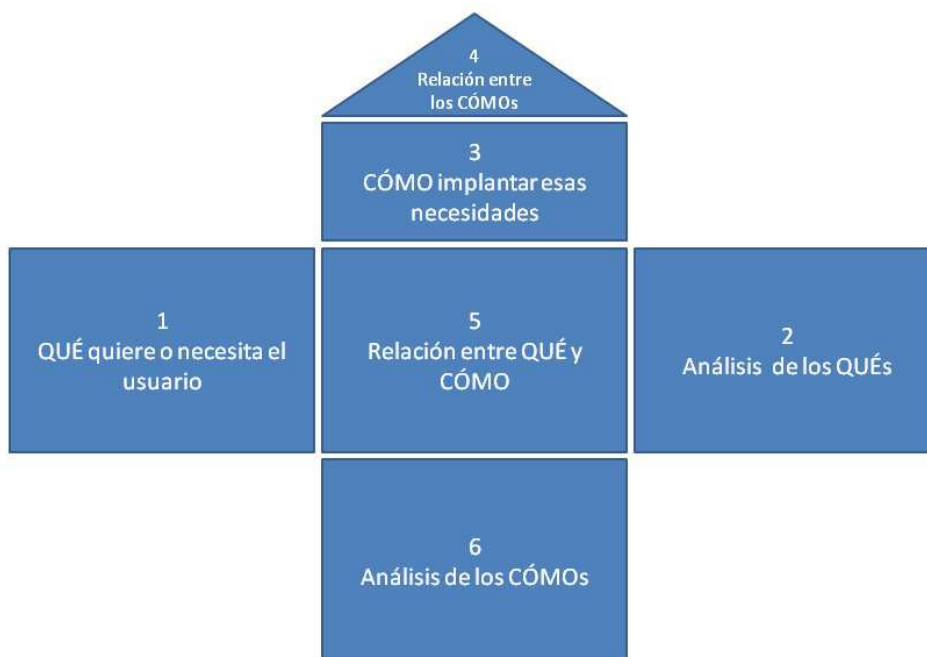 4
Relación entre
los CÓMOs
3
CÓMO implantar esas
necesidades
1
QUÉ quiere o necesita el
usuario
5
Relación entre QUÉ y
CÓMO
2
Análisis de los QUÉs
6
Análisis de los CÓMOs